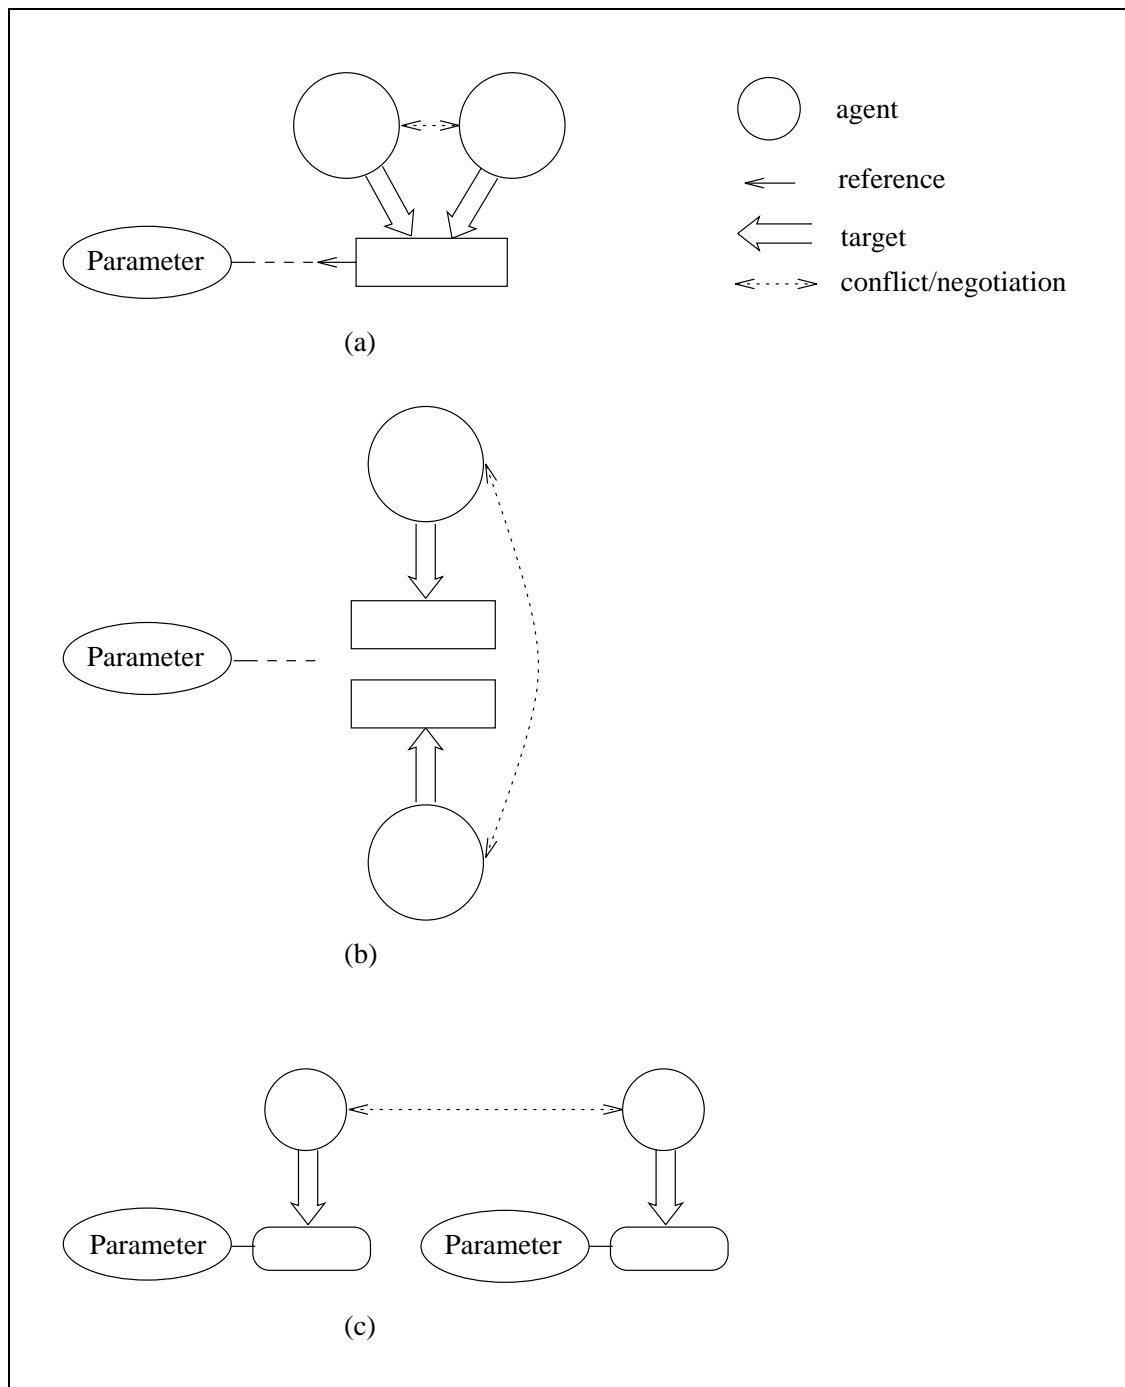 agent
reference
target
conflict/negotiation
Parameter
(a)
Parameter
(b)
Parameter
Parameter
(c)